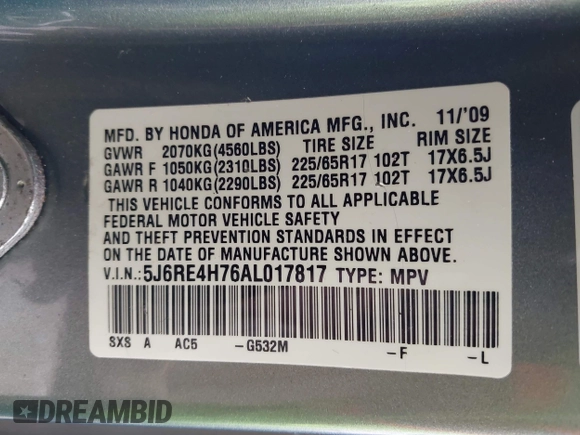 MFD. BY HONDA OF AMERICA MFG., INC. 11/'09
GVWR 2070KG(4560LBS) TIRE SIZE RIM SIZE
GAWR F 1050KG(2310LBS) 225/65R17 102T 17X6.5J
GAWR R 1040KG(2290LBS) 225/65R17 102T 17X6.5J
THIS VEHICLE CONFORMS TO ALL APPLICABLE
FEDERAL MOTOR VEHICLE SAFETY
AND THEFT PREVENTION STANDARDS IN EFFECT
ON THE DATE OF MANUFACTURE SHOWN ABOVE.
V.I.N.:5J6RE4H76AL017817 TYPE: MPV
SXS A AC5 -G532M -F -L
DREAMBID